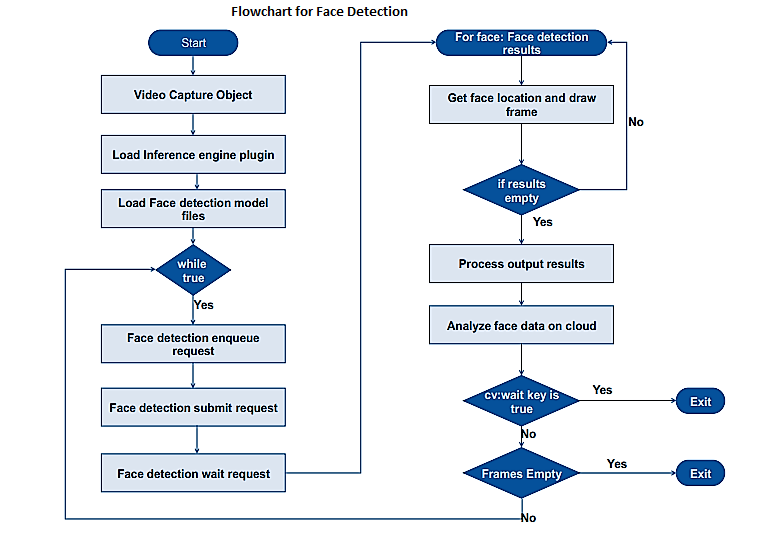 Flowchart for Face Detection
Start
Video Capture Object
Load Inference engine plugin
Load Face detection model
files
while
true
Yes
Face detection enqueue
request
Face detection submit request
Face detection wait request
For face: Face detection
results
Get face location and draw
frame
No
if results
empty
Yes
Process output results
Analyze face data on cloud
cv:wait key is
true
Yes
Exit
No
Frames Empty
Yes
Exit
No